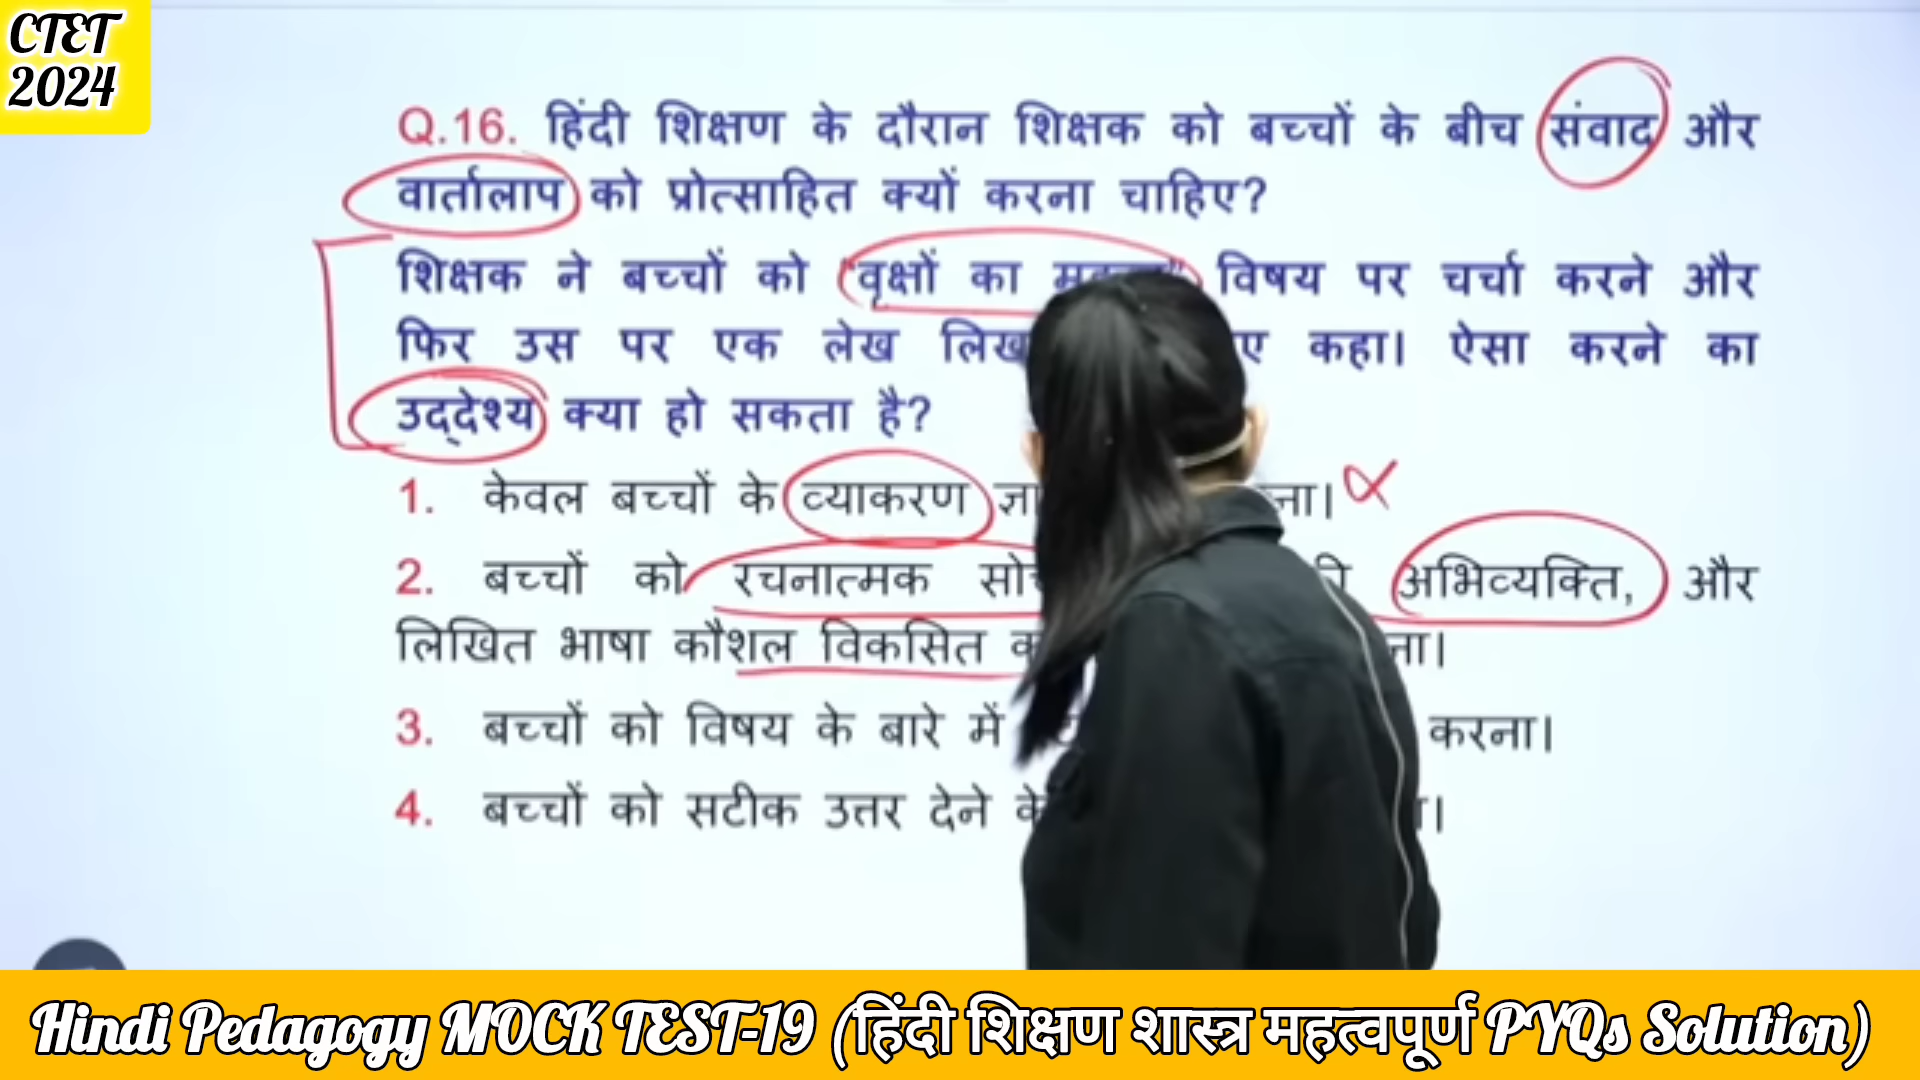 CTET
2024
Q.16. हिंदी शिक्षण के दौरान शिक्षक को बच्चों के बीच संवाद और
वार्तालाप को प्रोत्साहित क्यों करना चाहिए?
शिक्षक ने बच्चों को "वृक्षों का विषय पर चर्चा करने और
फिर उस पर एक लेख कहा। ऐसा करने का
उद्देश्य क्या हो सकता है?
1. केवल बच्चों के व्याकरण
2. बच्चों को रचनात्मक अभिव्यक्ति, और
लिखित भाषा कौशल विकसित
3. बच्चों को विषय के बारे में करना।
4. बच्चों को सटीक उत्तर देने
Hindi Pedagogy MOCK TEST-19 (हिंदी शिक्षण शास्त्र महत्वपूर्ण PYQs Solution)